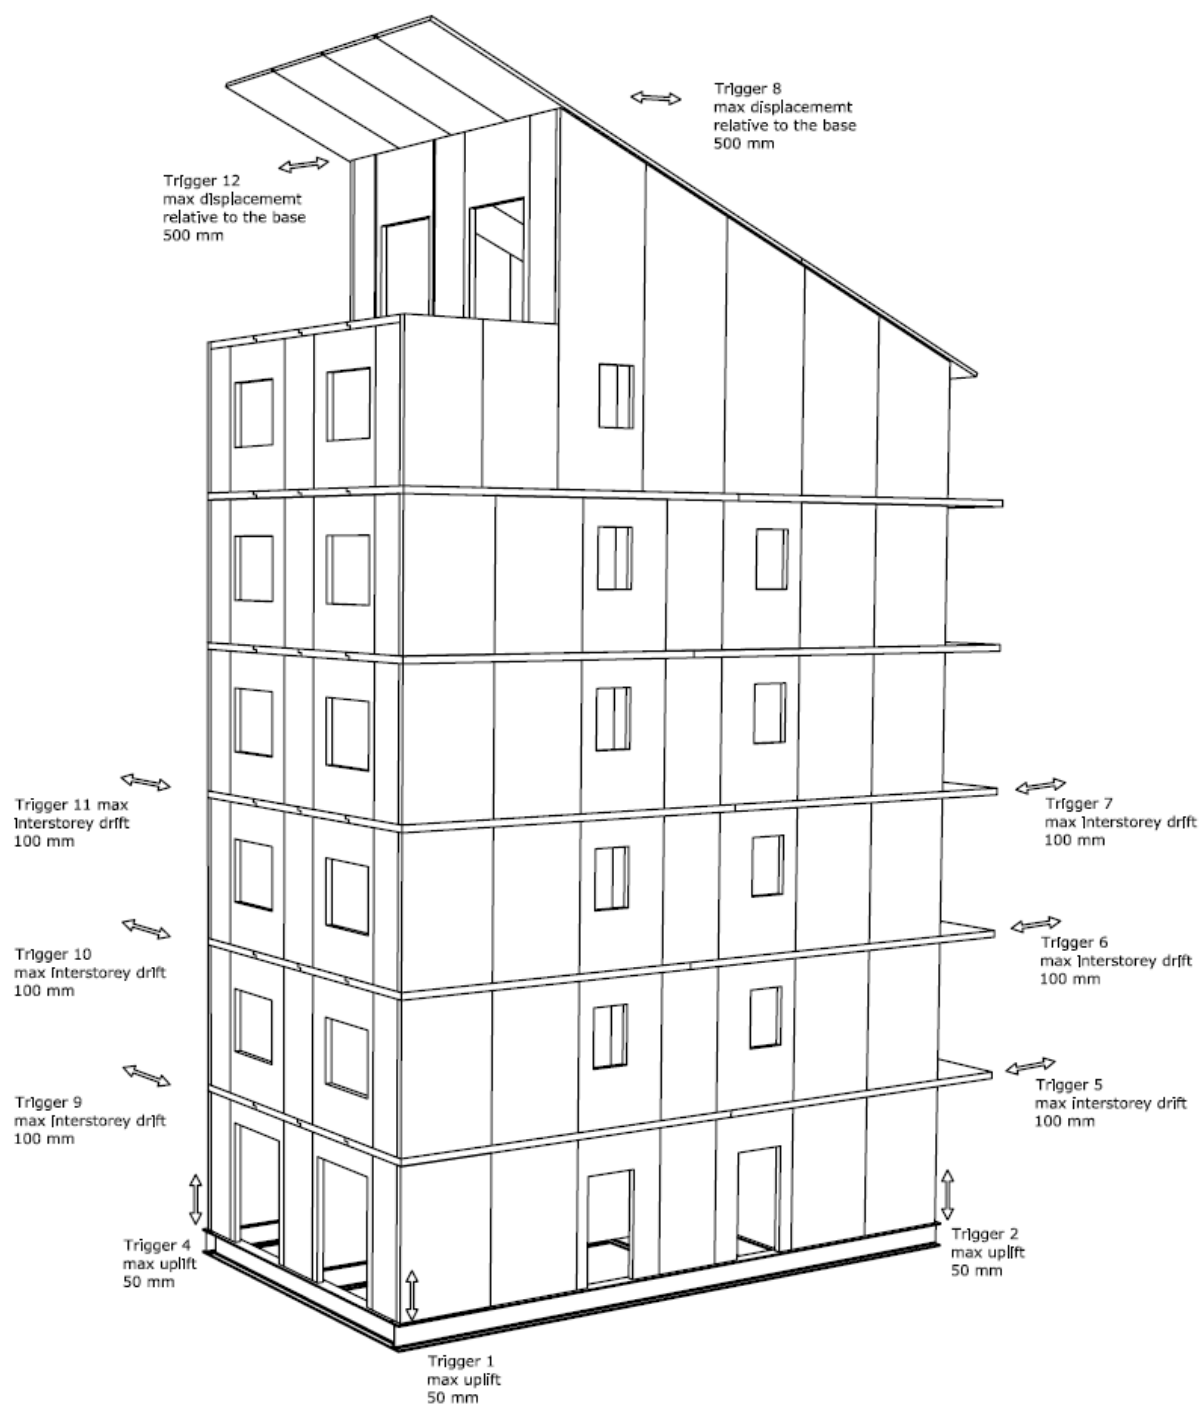 Trigger 8
max displacememt
relative to the base
500 mm
Trigger 12
max displacememt
relative to the base
500 mm
Trigger 11 max
interstorey drift
100 mm
Trigger 7
max interstorey drift
100 mm
Trigger 10
max interstorey drift
100 mm
Trigger 6
max interstorey drift
100 mm
Trigger 9
max interstorey drift
100 mm
Trigger 5
max interstorey drift
100 mm
Trigger 4
max uplift
50 mm
Trigger 2
max uplift
50 mm
Trigger 1
max uplift
50 mm